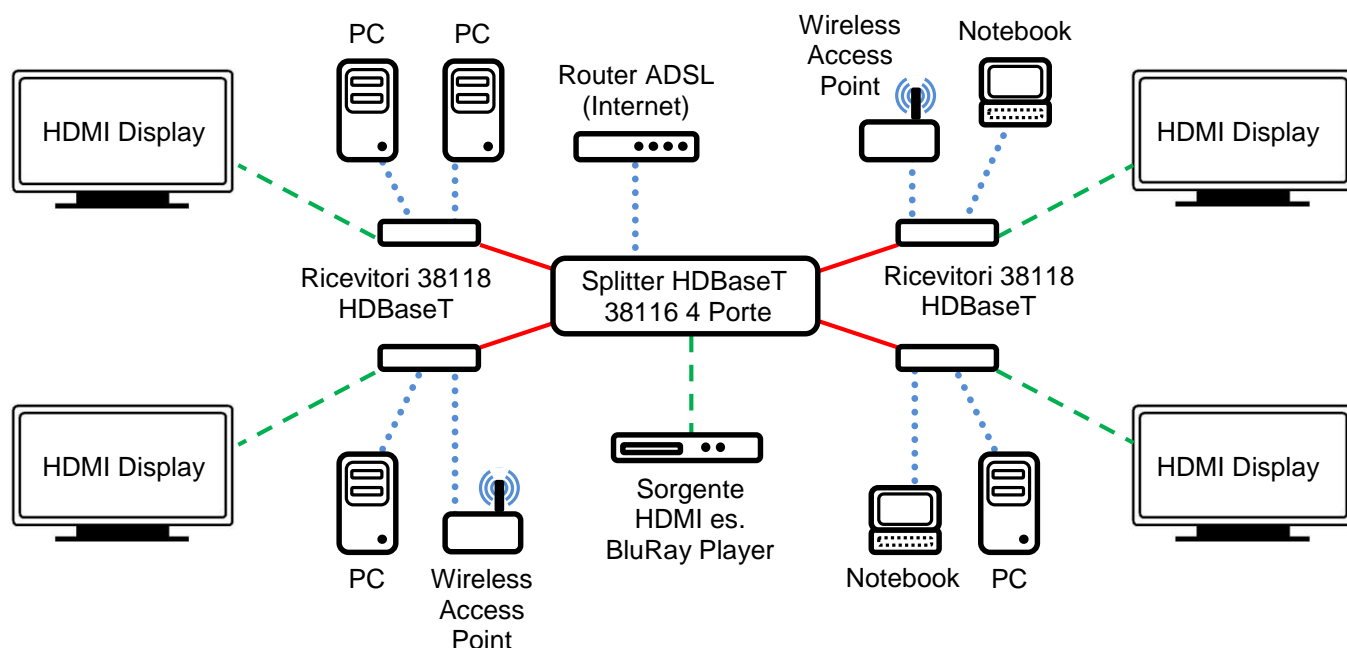 PC
PC
Router ADSL
(Internet)
Wireless
Access
Point
Notebook
HDMI Display
HDMI Display
Ricevitori 38118
HDBaseT
Splitter HDBaseT
38116 4 Porte
Ricevitori 38118
HDBaseT
HDMI Display
HDMI Display
PC
Wireless
Access
Point
Sorgente
HDMI es.
BluRay Player
Notebook
PC